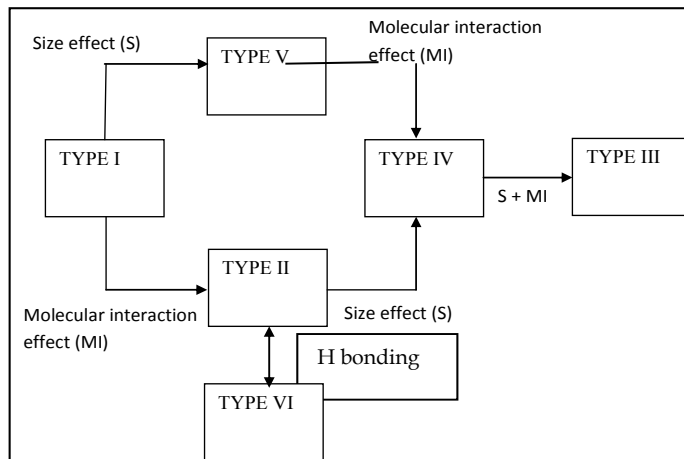 Size effect (S)
TYPE V
Molecular interaction
effect (MI)
TYPE I
TYPE IV
TYPE III
S + MI
TYPE II
Molecular interaction
effect (MI)
Size effect (S)
H bonding
TYPE VI